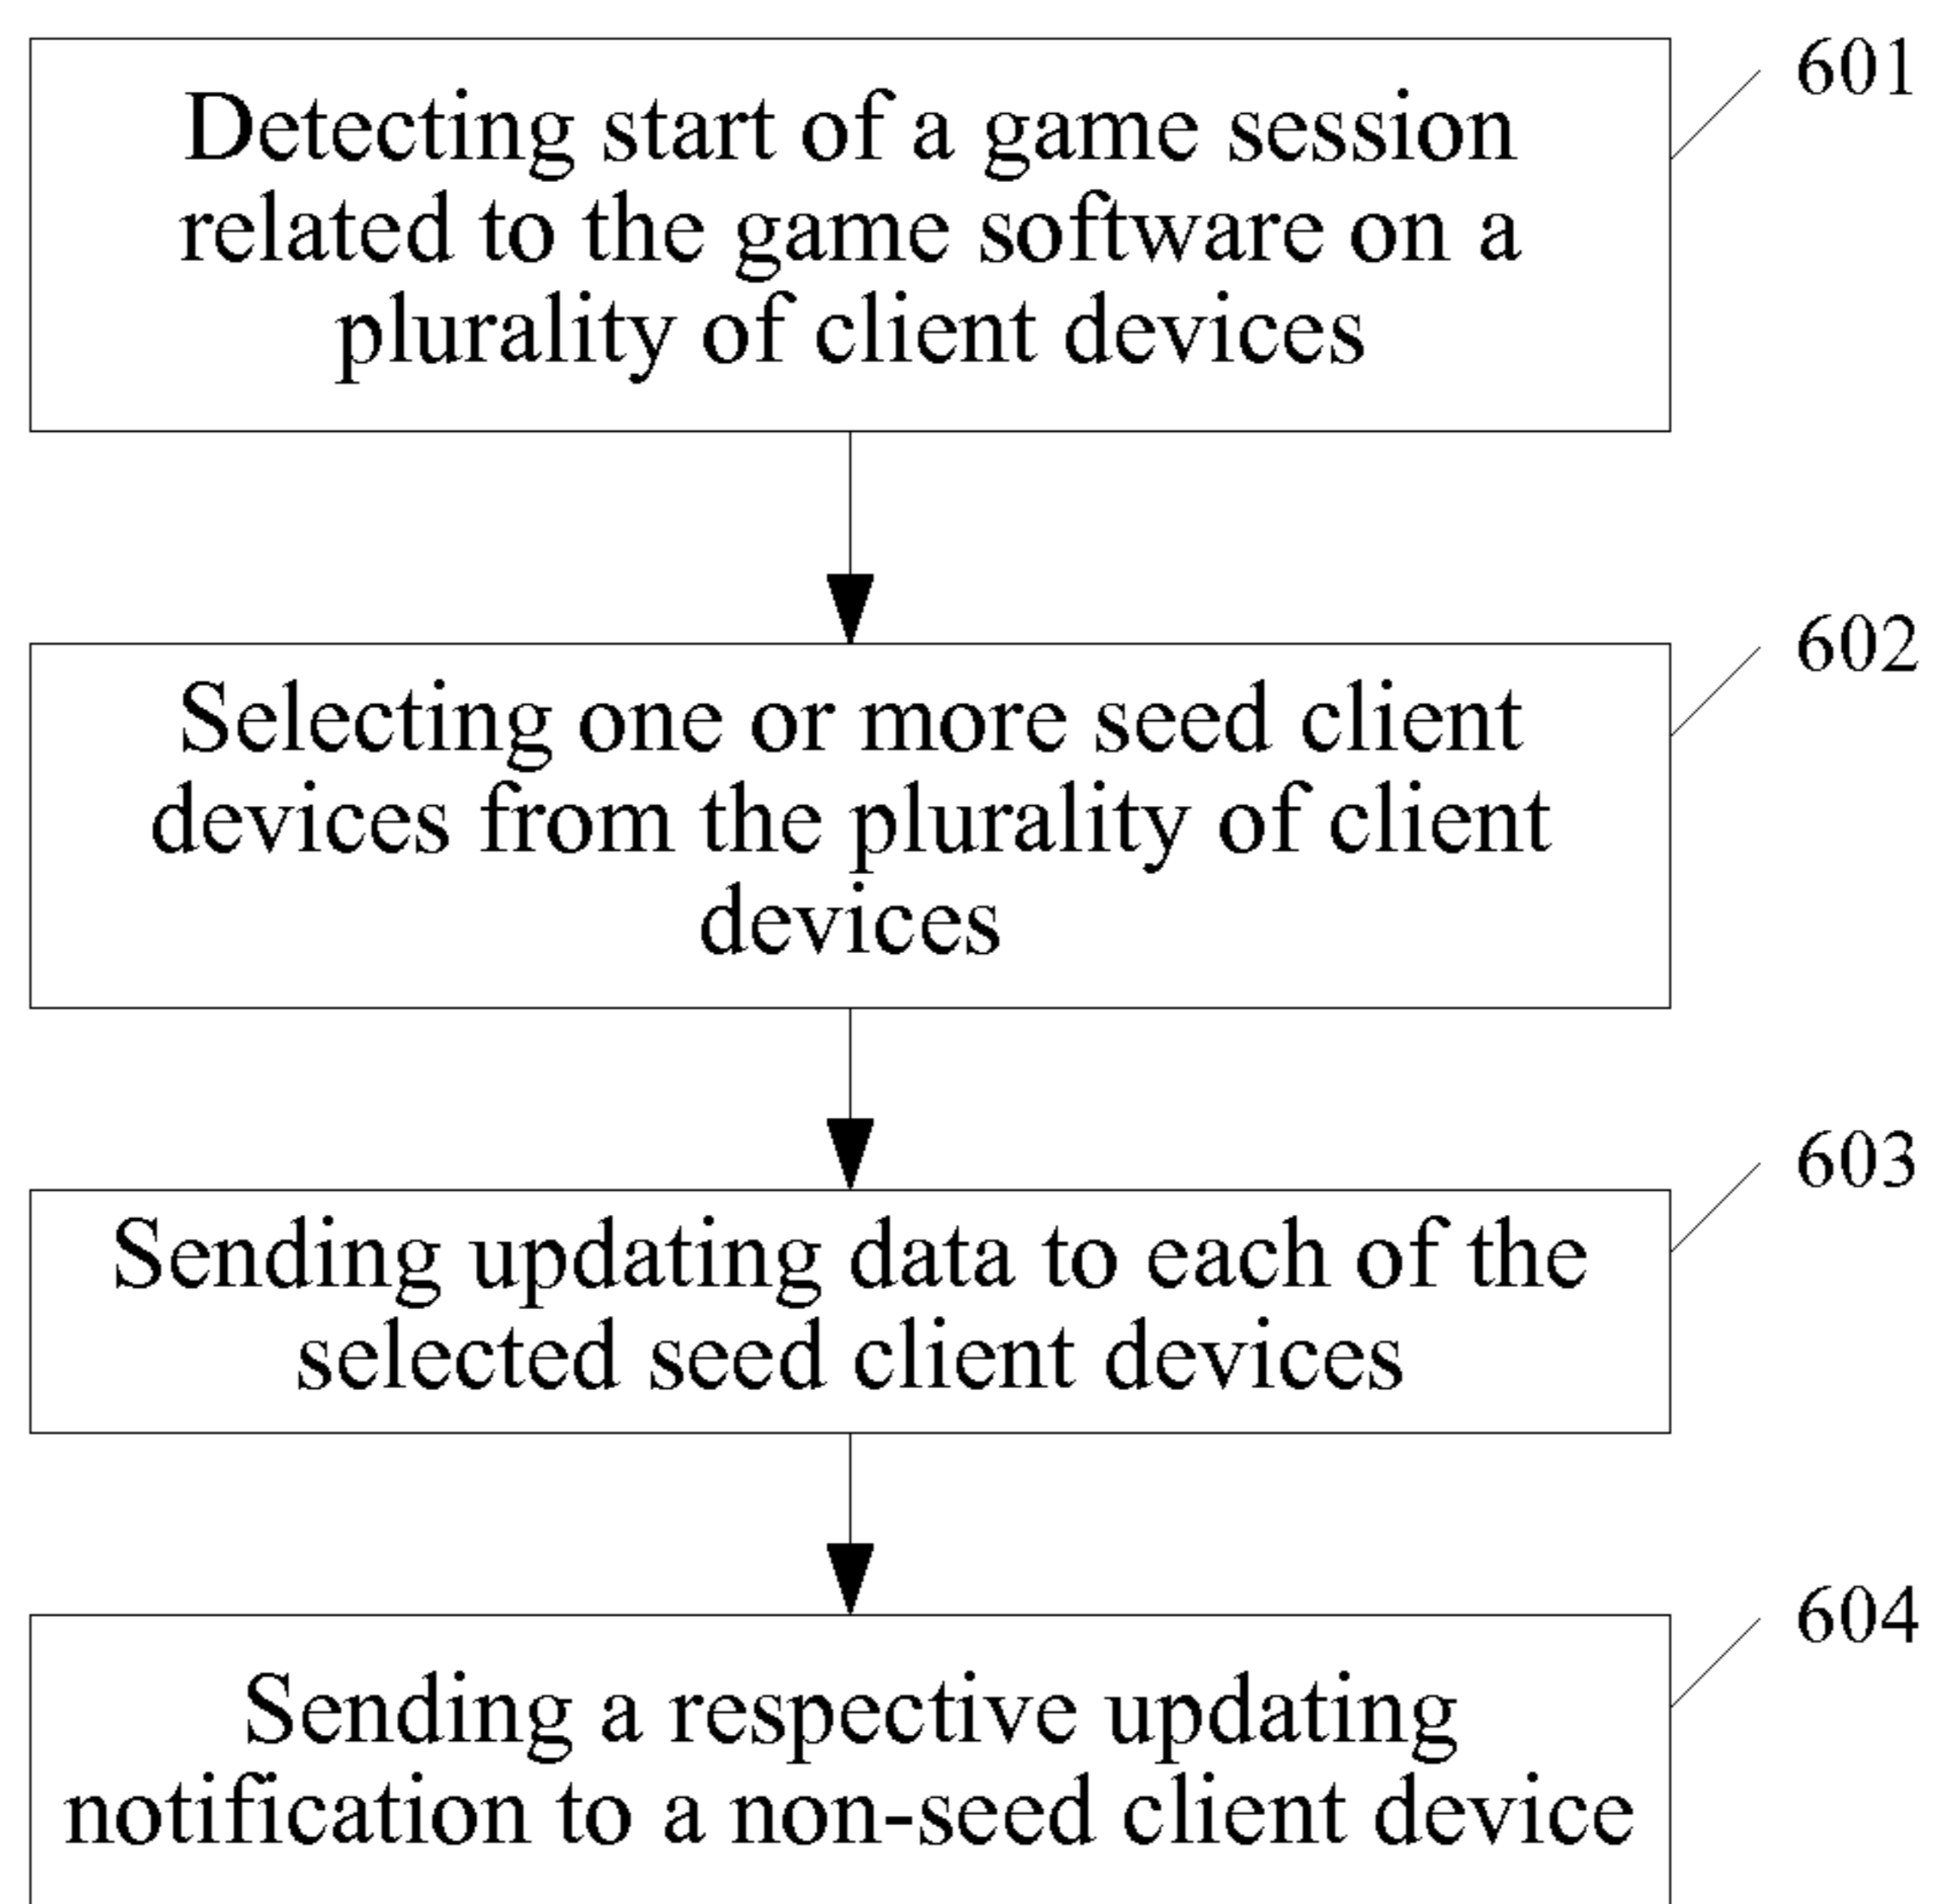 601
Detecting start of a game session
related to the game software on a
plurality of client devices
602
Selecting one or more seed client
devices from the plurality of client
devices
603
Sending updating data to each of the
selected seed client devices
604
Sending a respective updating
notification to a non-seed client device